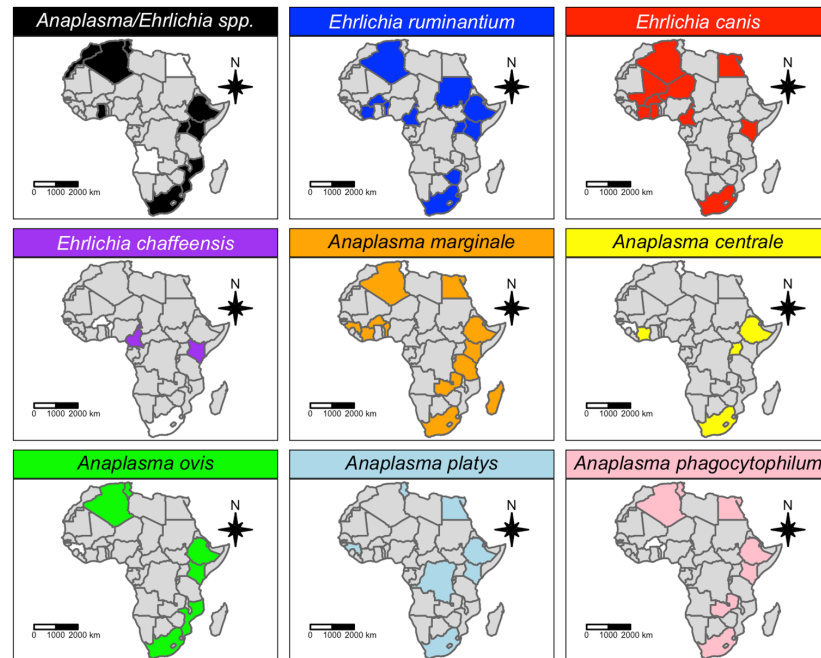 Anaplasma/Ehrlichia spp.
Ehrlichia ruminantium
Ehrlichia canis
N
N
N
0 1000 2000 km
0 1000 2000 km
0 1000 2000 km
Ehrlichia chaffeensis
Anaplasma marginale
Anaplasma centrale
N
N
N
0 1000 2000 km
0 1000 2000 km
0 1000 2000 km
Anaplasma ovis
Anaplasma platys
Anaplasma phagocytophilum
N
N
N
0 1000 2000 km
0 1000 2000 km
0 1000 2000 km